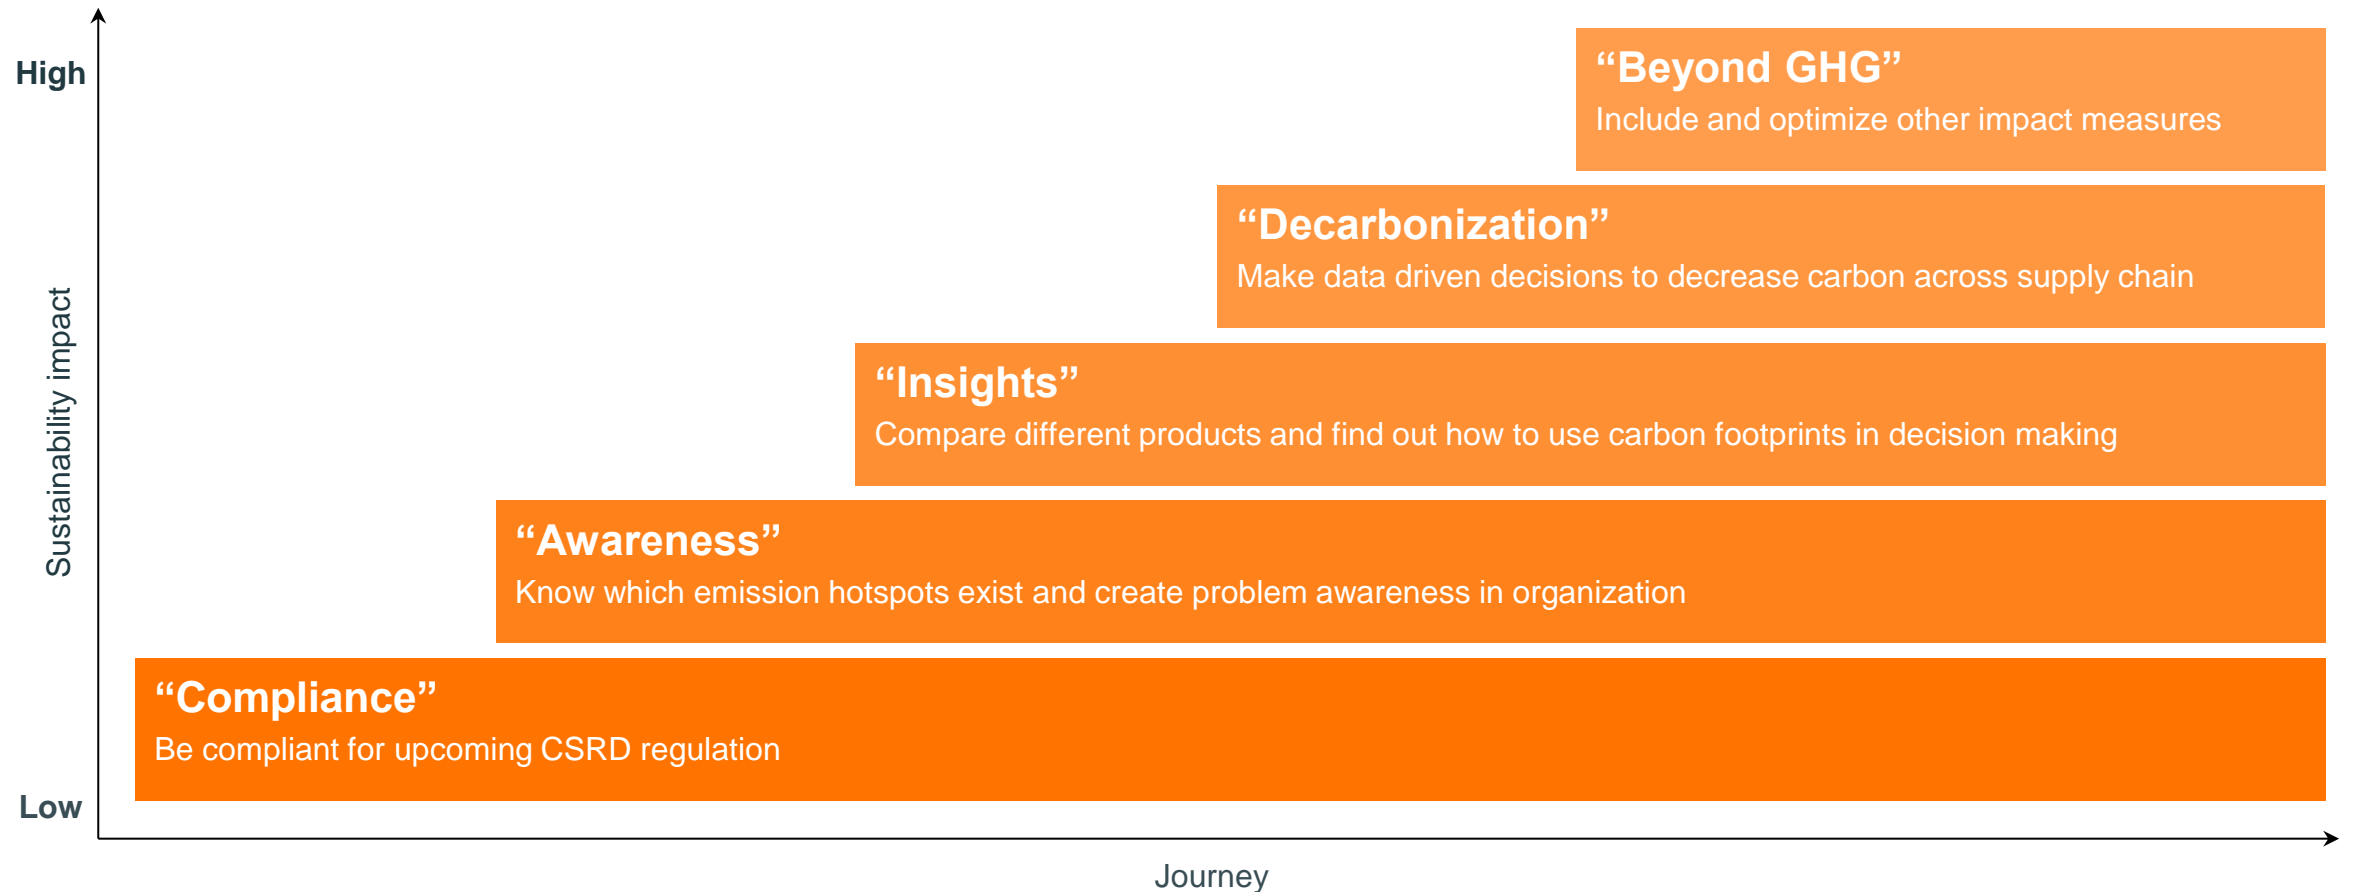 High
“Beyond GHG”
Include and optimize other impact measures
“Decarbonization”
Make data driven decisions to decrease carbon across supply chain
Sustainability impact
“Insights”
Compare different products and find out how to use carbon footprints in decision making
“Awareness”
Know which emission hotspots exist and create problem awareness in organization
“Compliance”
Be compliant for upcoming CSRD regulation
Low
Journey